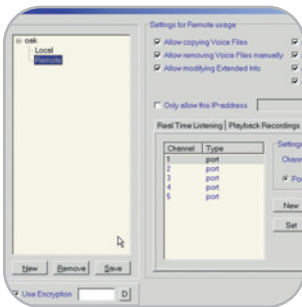 oak
Local
Remote
New Remove Save
Use Encryption D
Settings for Remote usage
Allow copying Voice Files
Allow removing Voice Files manually
Allow modifying Extended Info
Only allow this IP-address
Real Time Listening Playback Recordings
Channel Type
1 port
2 port
3 port
4 port
5 port
Settings
New
Set